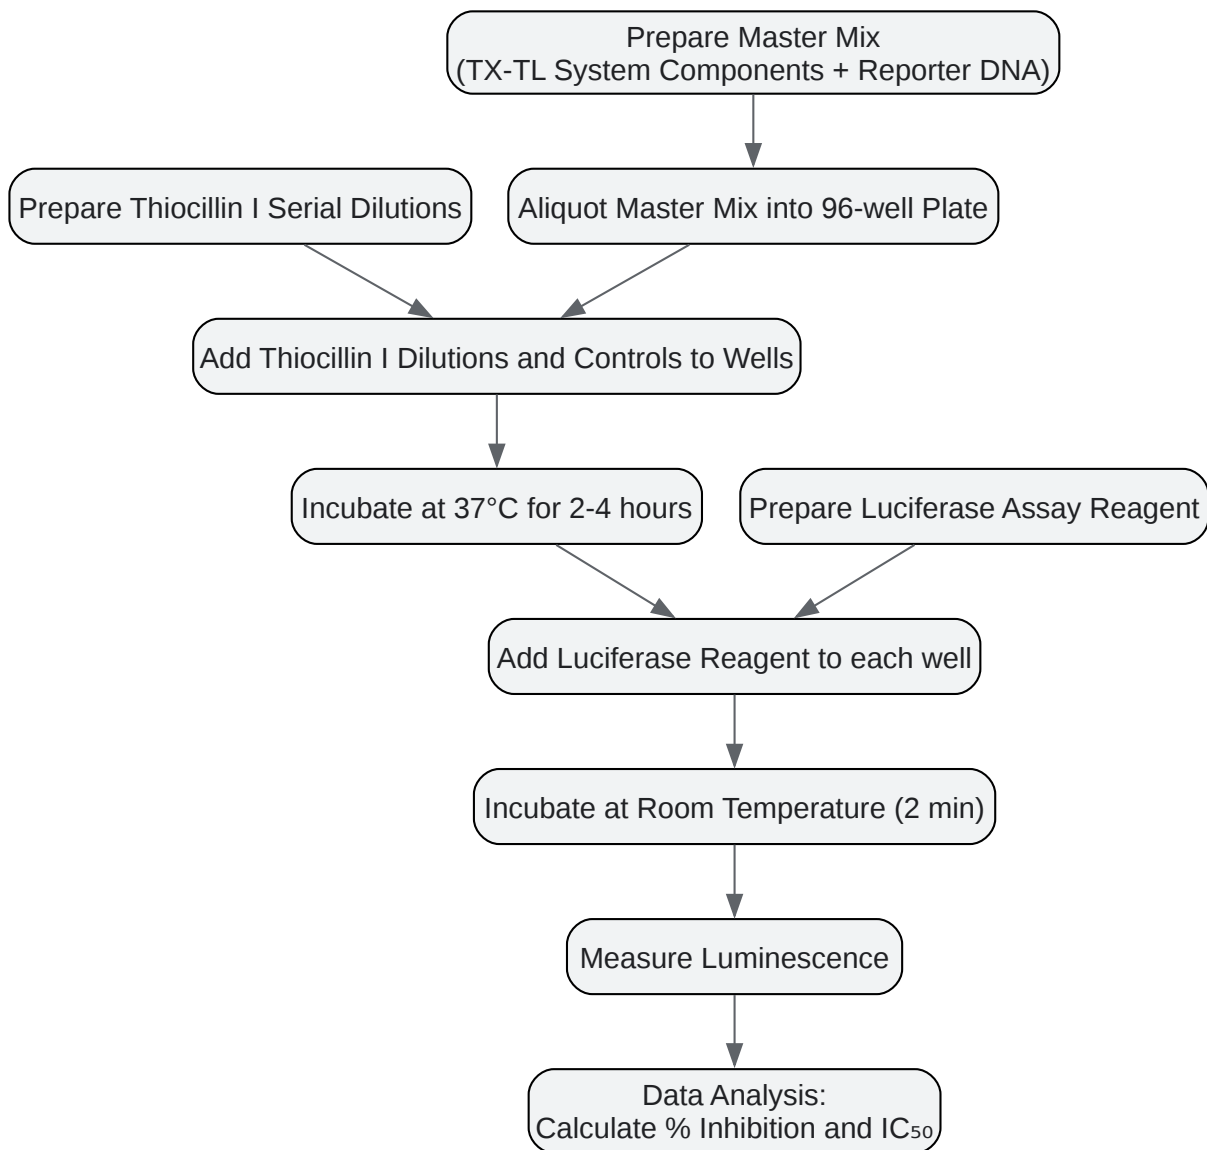 Prepare Master Mix
(TX-TL System Components + Reporter DNA)
Prepare Thiocillin I Serial Dilutions
Aliquot Master Mix into 96-well Plate
Add Thiocillin I Dilutions and Controls to Wells
Incubate at 37°C for 2-4 hours
Prepare Luciferase Assay Reagent
Add Luciferase Reagent to each well
Incubate at Room Temperature (2 min)
Measure Luminescence
Data Analysis:
Calculate % Inhibition and IC₅₀